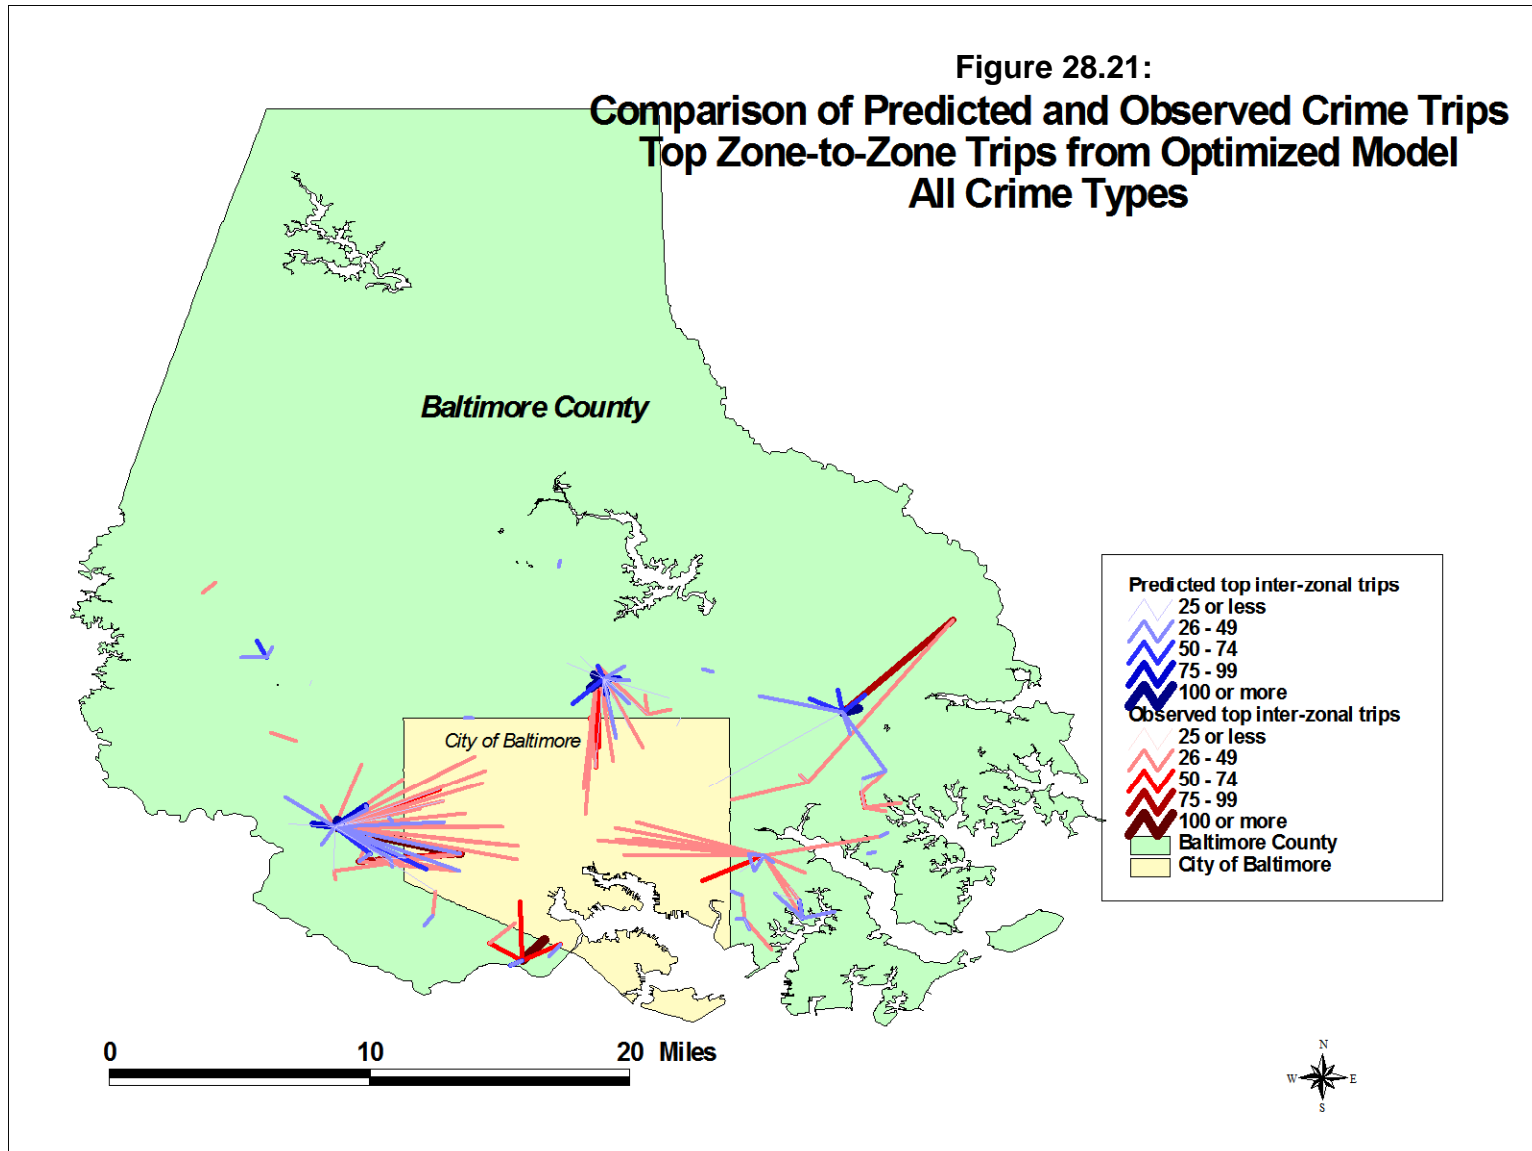 Figure 28.21:
Comparison of Predicted and Observed Crime Trips
Top Zone-to-Zone Trips from Optimized Model
All Crime Types
Baltimore County
City of Baltimore
Predicted top inter-zonal trips
25 or less
26 - 49
50 - 74
75 - 99
100 or more
Observed top inter-zonal trips
25 or less
26 - 49
50 - 74
75 - 99
100 or more
Baltimore County
City of Baltimore
0 10 20 Miles
N
W E
S